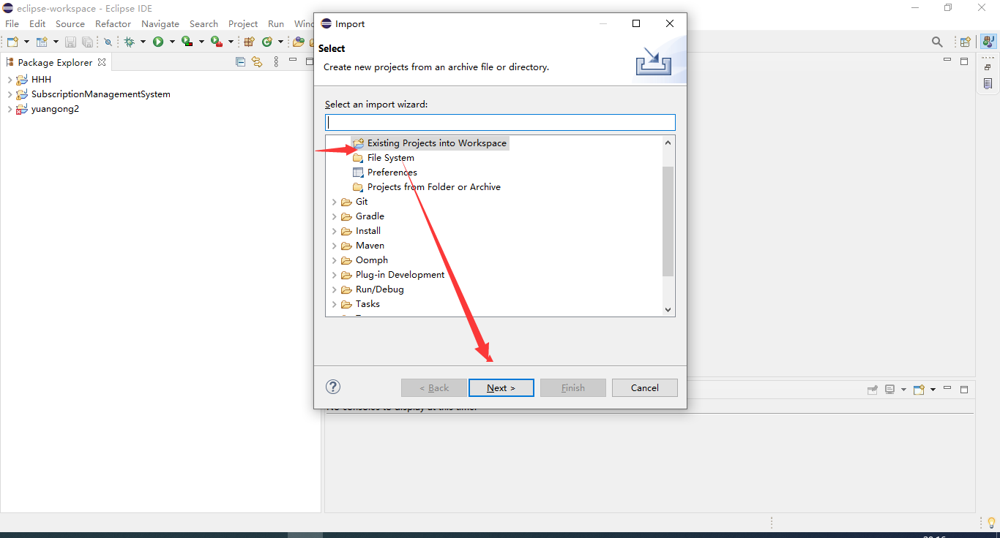 eclipse-workspace - Eclipse IDE
File Edit Source Refactor Navigate Search Project Run
Package Explorer
HHH
SubscriptionManagementSystem
yuangong2
Import
Select
Create new projects from an archive file or directory.
Select an import wizard:
Existing Projects into Workspace
File System
Preferences
Projects from Folder or Archive
Git
Gradle
Install
Maven
Oomph
Plug-in Development
Run/Debug
Tasks
< Back Next > Finish Cancel
No consoles to display at this time.